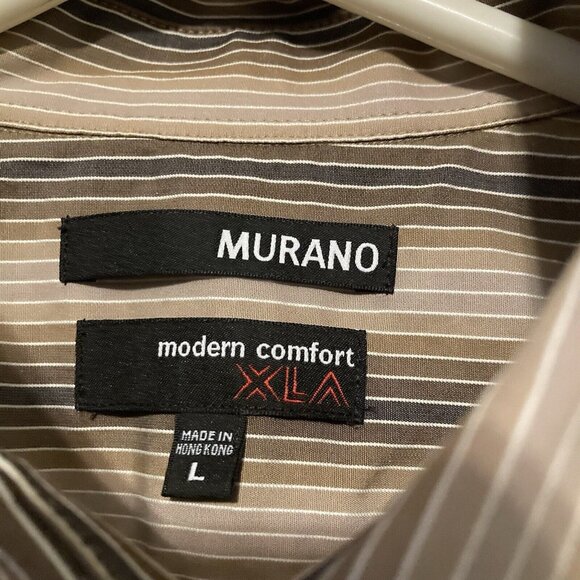 MURANO
modern comfort
XLA
MADE IN
HONG KONG
L